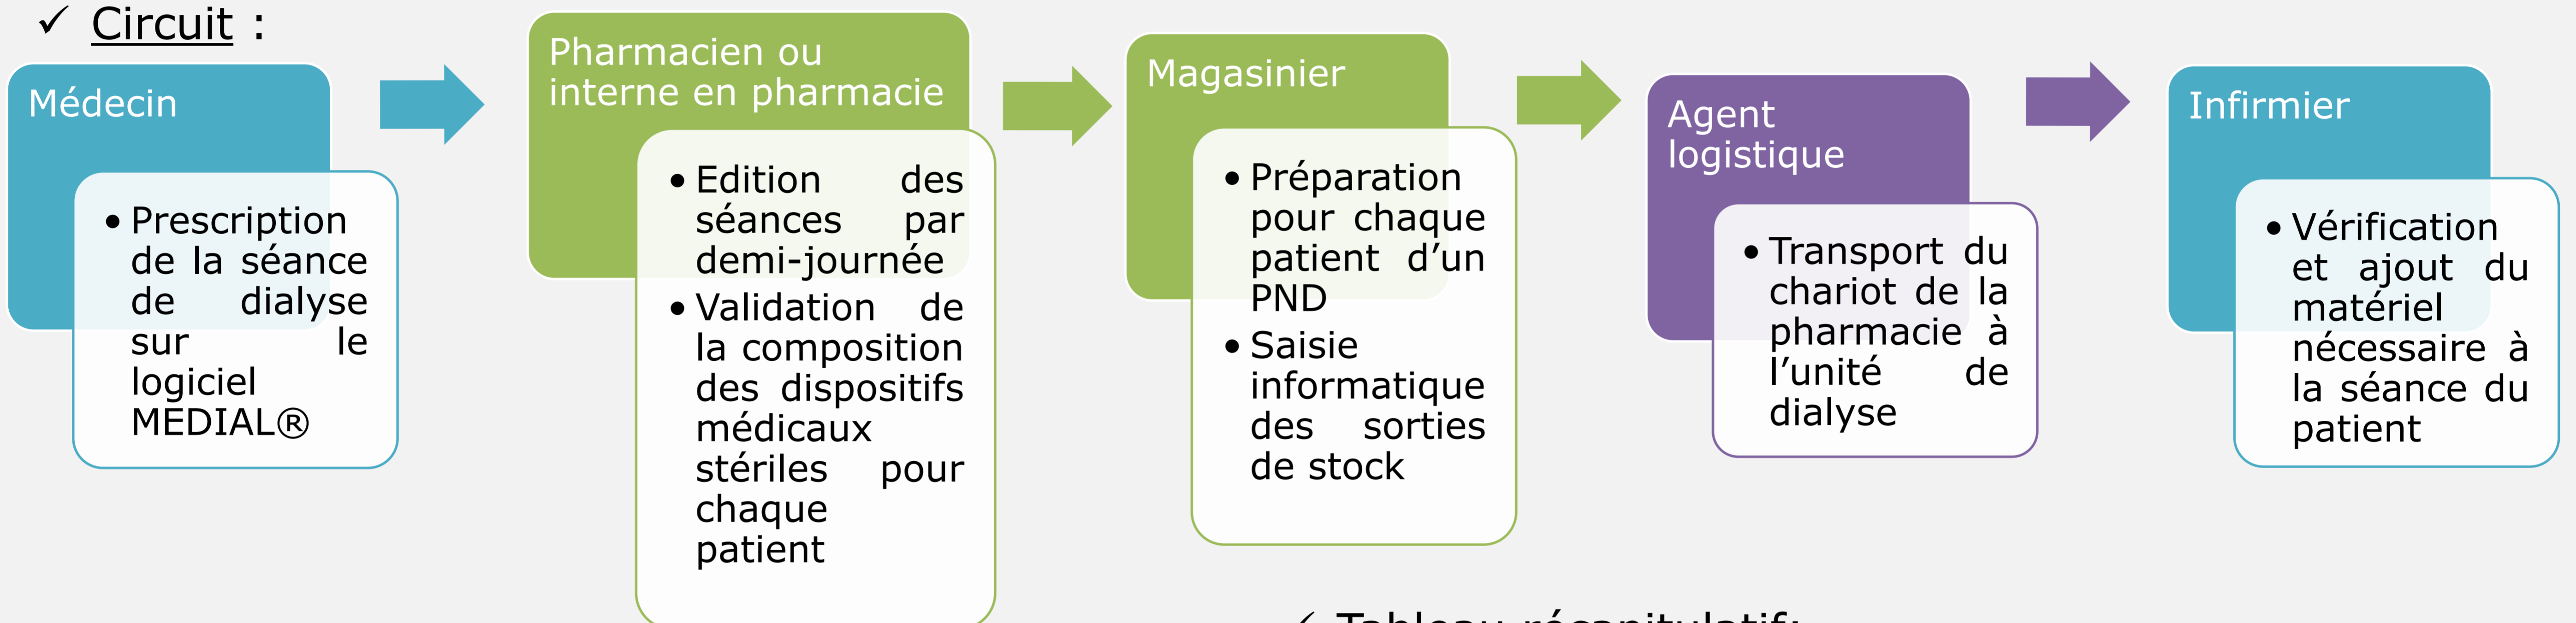 ✓ Circuit :
Médecin
• Prescription
de la séance
de dialyse
sur le
logiciel
MEDIAL®
Pharmacien ou
interne en pharmacie
• Edition des
séances par
demi-journée
• Validation de
la composition
des dispositifs
médicaux
stériles pour
chaque
patient
Magasinier
• Préparation
pour chaque
patient d’un
PND
• Saisie
informatique
des sorties
de stock
Agent
logistique
• Transport du
chariot de la
pharmacie à
l’unité de
dialyse
Infirmier
• Vérification
et ajout du
matériel
nécessaire à
la séance du
patient
✓ Tableau récapitulatif: